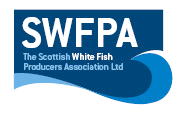 SWFPA
The Scottish White Fish
Producers Association Ltd